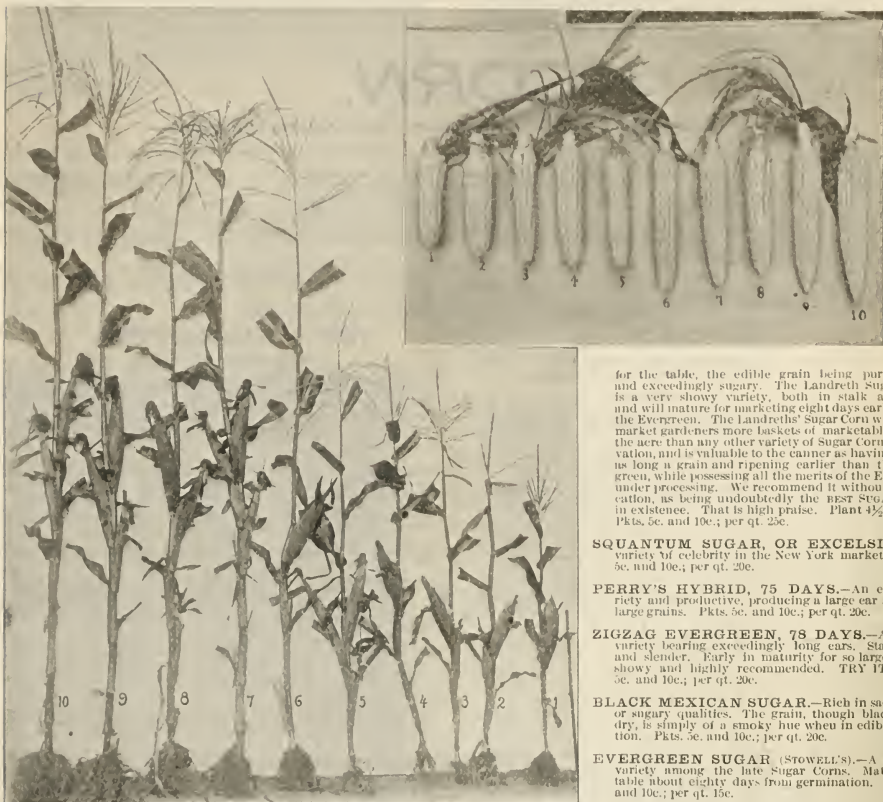 1 2 3 4 5 6 7 8 9 10
10 9 8 7 6 5 4 3 2 1
for the table, the edible grain being pur
and exceedingly sugary. The Landreth Sug
is a very showy variety, both in stalk a
and will mature for marketing eight days earl
the Evergreen. The Landreths' Sugar Corn w
market gardeners more baskets of marketabl
the acre than any other variety of Sugar Corn
vation, and is valuable to the canner as havin
as long a grain and ripening earlier than t
green, while possessing all the merits of the E
under processing. We recommend it without
cation, as being undoubtedly the BEST SUGA
in existence. That is high praise. Plant 4½
Pkts. 5c. and 10c.; per qt. 25c.
SQUANTUM SUGAR, OR EXCELSI
variety of celebrity in the New York market
5c. and 10c.; per qt. 20c.
PERRY'S HYBRID, 75 DAYS.—An e
riety and productive, producing a large ear
large grains. Pkts. 5c. and 10c.; per qt. 20c.
ZIGZAG EVERGREEN, 78 DAYS.—A
variety bearing exceedingly long ears. Sta
and slender. Early in maturity for so large
showy and highly recommended. TRY IT
5c. and 10c.; per qt. 20c.
BLACK MEXICAN SUGAR.—Rich in sa
or sugary qualities. The grain, though blac
dry, is simply of a smoky hue when in edib
tion. Pkts. 5c. and 10c.; per qt. 20c.
EVERGREEN SUGAR (STOWELL'S).—A
variety among the late Sugar Corns. Mat
table about eighty days from germination.
and 10c.; per qt. 15c.